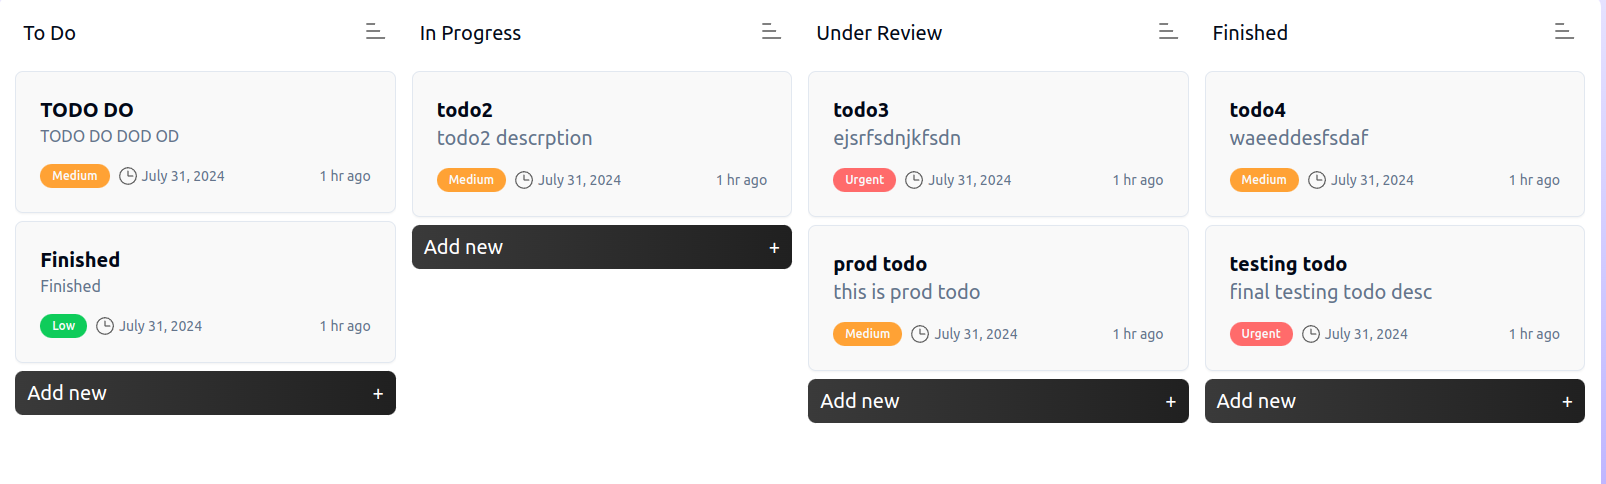 To Do
TODO DO
TODO DO DOD OD
Medium July 31, 2024 1 hr ago
Finished
Finished
Low July 31, 2024 1 hr ago
Add new +
In Progress
todo2
todo2 descrption
Medium July 31, 2024 1 hr ago
Add new +
Under Review
todo3
ejsrfsdnjkfsdn
Urgent July 31, 2024 1 hr ago
prod todo
this is prod todo
Medium July 31, 2024 1 hr ago
Add new +
Finished
todo4
waeeddesfsdaf
Medium July 31, 2024 1 hr ago
testing todo
final testing todo desc
Urgent July 31, 2024 1 hr ago
Add new +